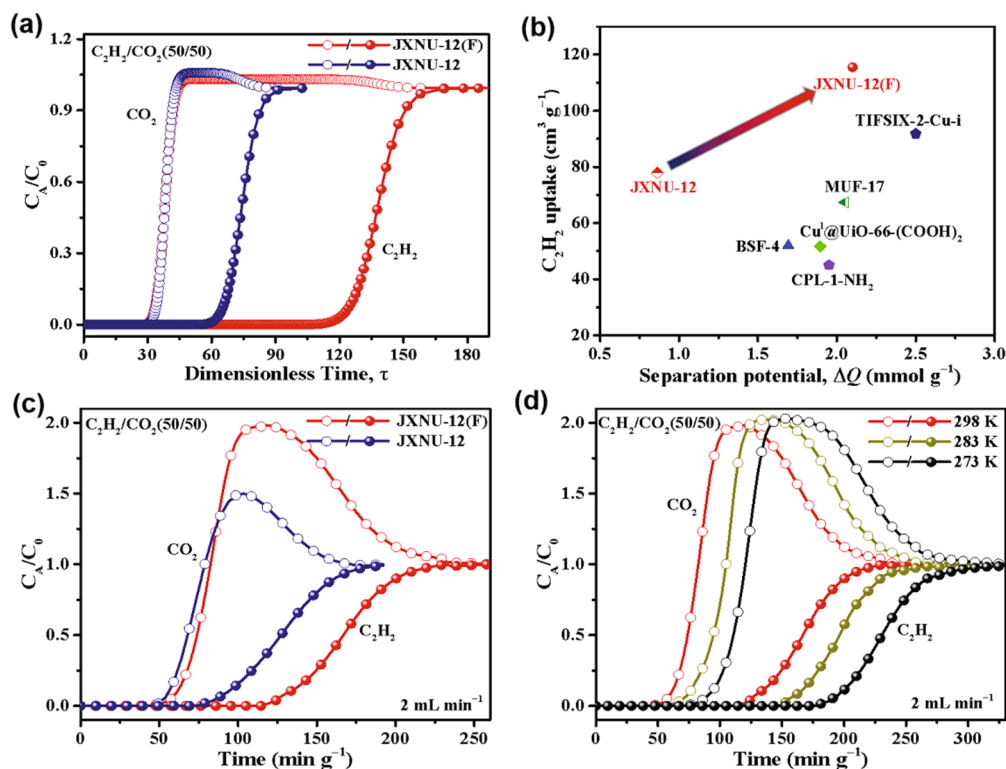 (a)
C₂H₂/CO₂(50/50)
JXNU-12(F)
JXNU-12
CO₂
C₂H₂
C_A/C₀
1.2
0.9
0.6
0.3
0.0
0 30 60 90 120 150 180
Dimensionless Time, τ
(b)
C₂H₂ uptake (cm³ g⁻¹)
120
100
80
60
40
20
JXNU-12(F)
TIFSIX-2-Cu-i
JXNU-12
MUF-17
Cuᴵ@UiO-66-(COOH)₂
BSF-4
CPL-1-NH₂
0.5 1.0 1.5 2.0 2.5 3.0
Separation potential, ΔQ (mmol g⁻¹)
(c)
C₂H₂/CO₂(50/50)
JXNU-12(F)
JXNU-12
CO₂
C₂H₂
2 mL min⁻¹
C_A/C₀
2.0
1.5
1.0
0.5
0.0
0 50 100 150 200 250
Time (min g⁻¹)
(d)
C₂H₂/CO₂(50/50)
298 K
283 K
273 K
CO₂
C₂H₂
2 mL min⁻¹
C_A/C₀
2.0
1.5
1.0
0.5
0.0
0 50 100 150 200 250 300
Time (min g⁻¹)